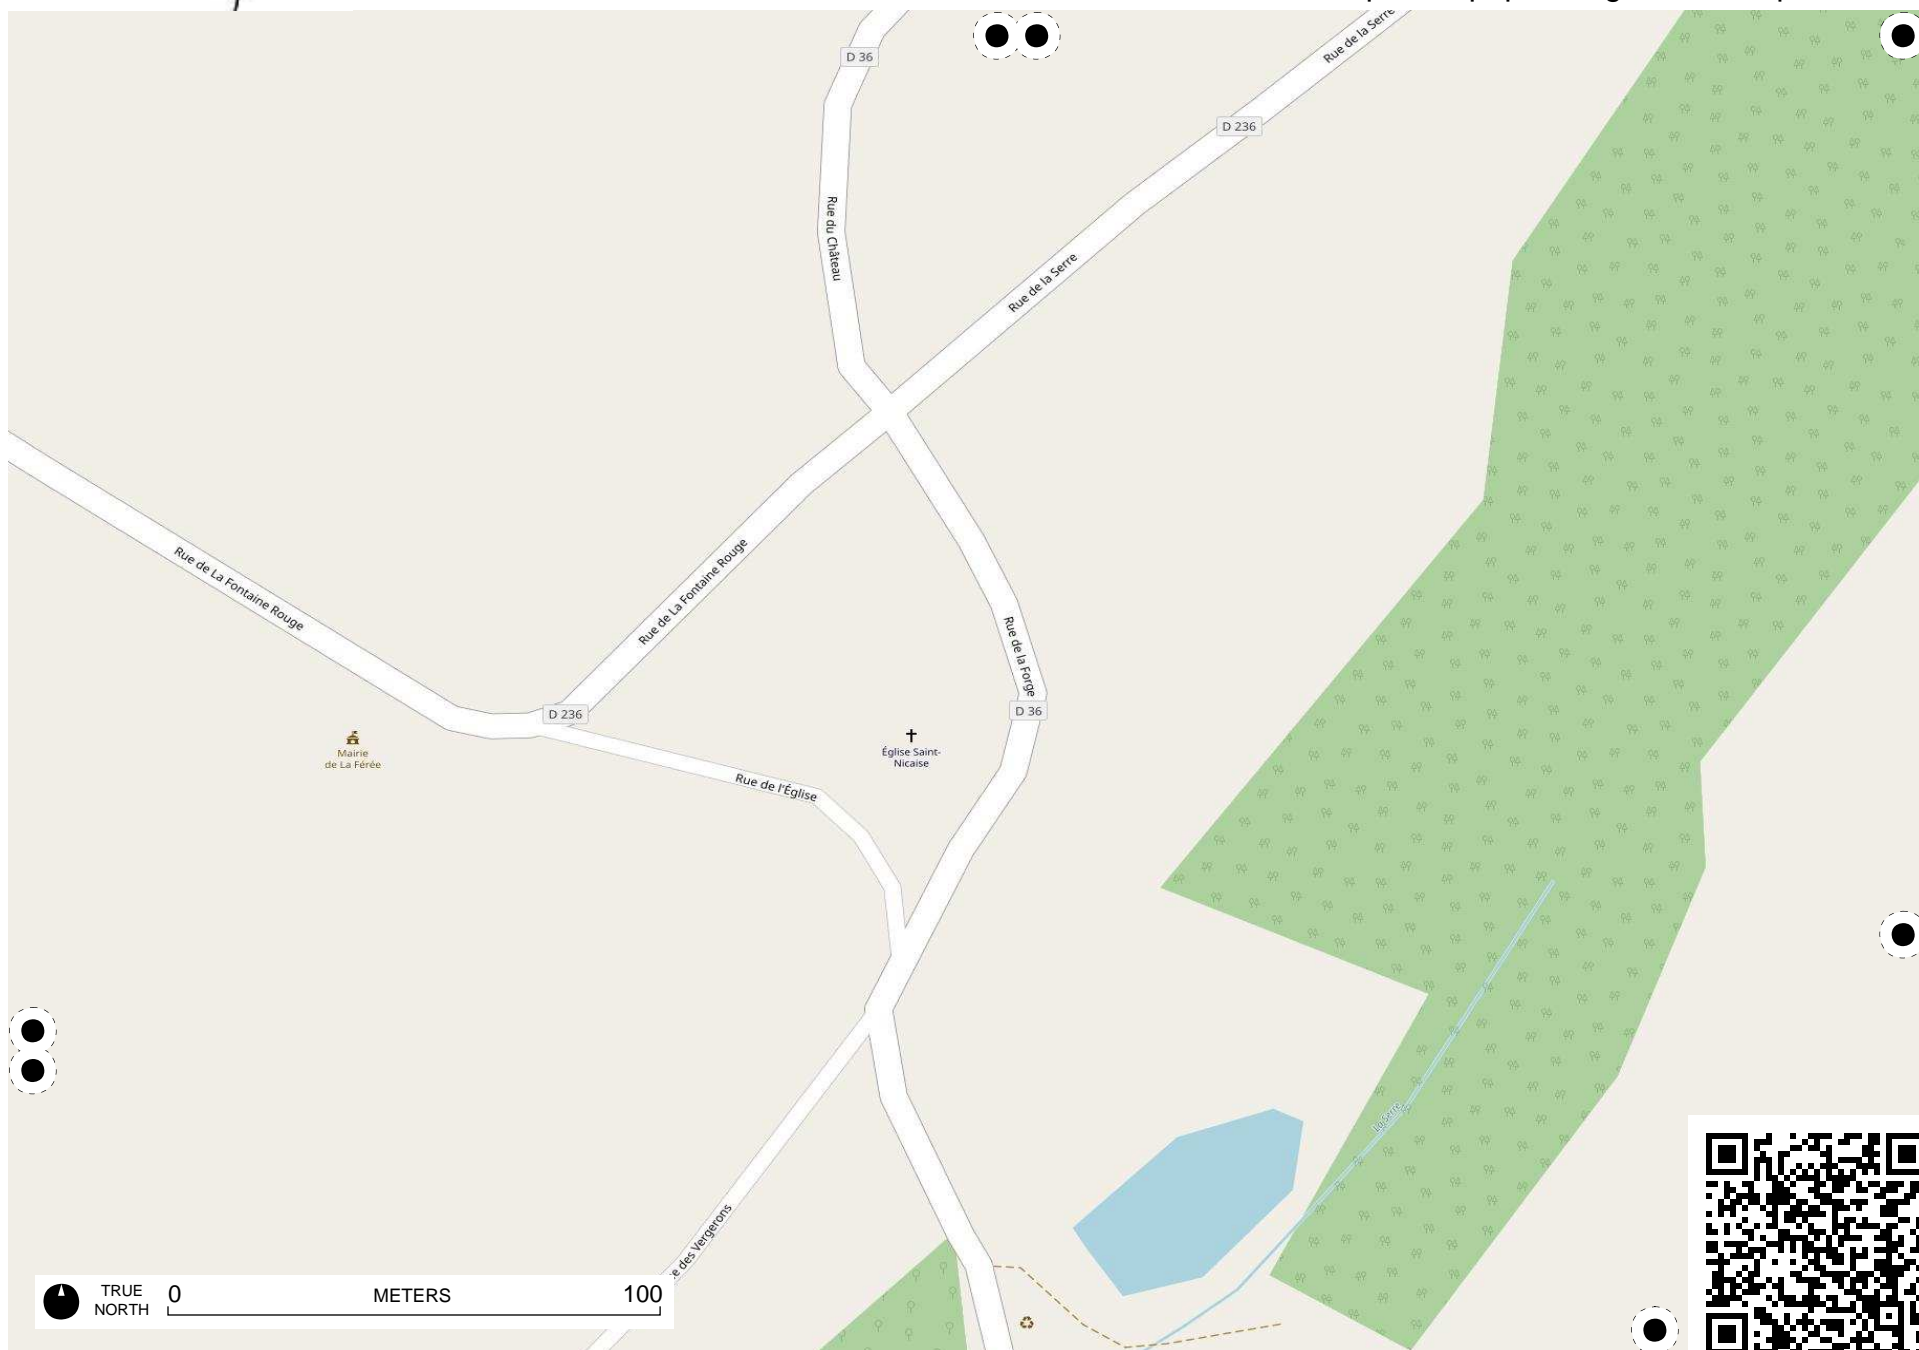 D 36
Rue de la Serre
D 236
Rue du Château
Rue de la Serre
Rue de La Fontaine Rouge
Rue de La Fontaine Rouge
Rue de la Forge
D 236
D 36
Mairie
de La Férée
Église Saint-
Nicaise
Rue de l'Église
La Serre
des Vergerons
TRUE
NORTH
0 METERS 100